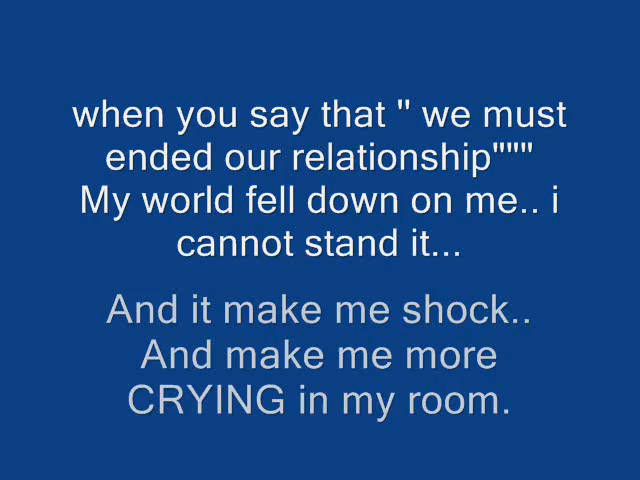 when you say that " we must
ended our relationship"""
My world fell down on me.. i
cannot stand it...
And it make me shock..
And make me more
CRYING in my room.